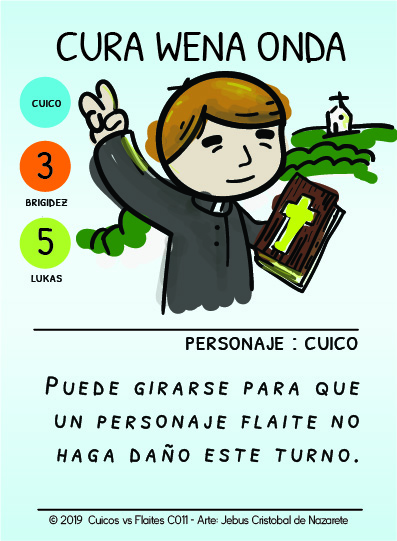 CURA WENA ONDA
CUICO
3
BRIGIDEZ
5
LUKAS
PERSONAJE : CUICO
PUEDE GIRARSE PARA QUE
UN PERSONAJE FLAITE NO
HAGA DAÑO ESTE TURNO.
© 2019 Cuicos vs Flaites C011 - Arte: Jebus Cristobal de Nazarete